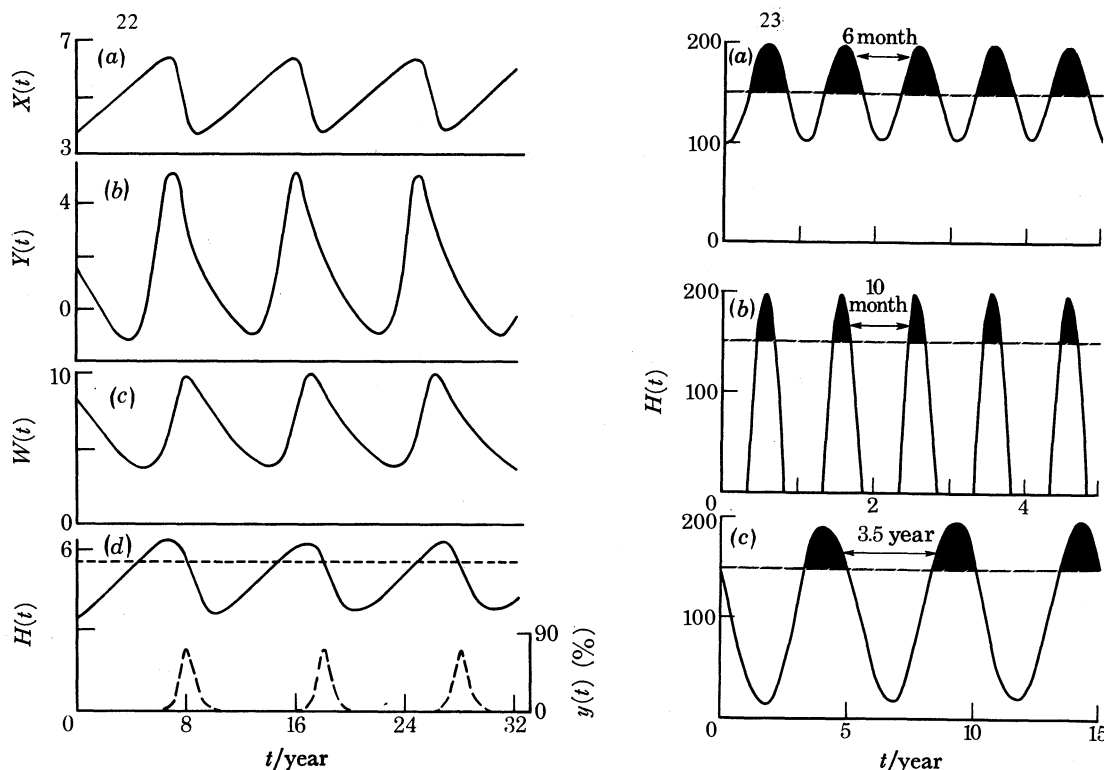 22
(a)
X(t)
7
3
(b)
Y(t)
4
0
(c)
W(t)
10
0
(d)
H(t)
6
90
y(t) (%)
0
0 8 16 24 32
t/year
23
(a)
6 month
200
100
0
(b)
10
month
200
100
0
2 4
H(t)
(c)
3.5 year
200
100
0
5 10 15
t/year